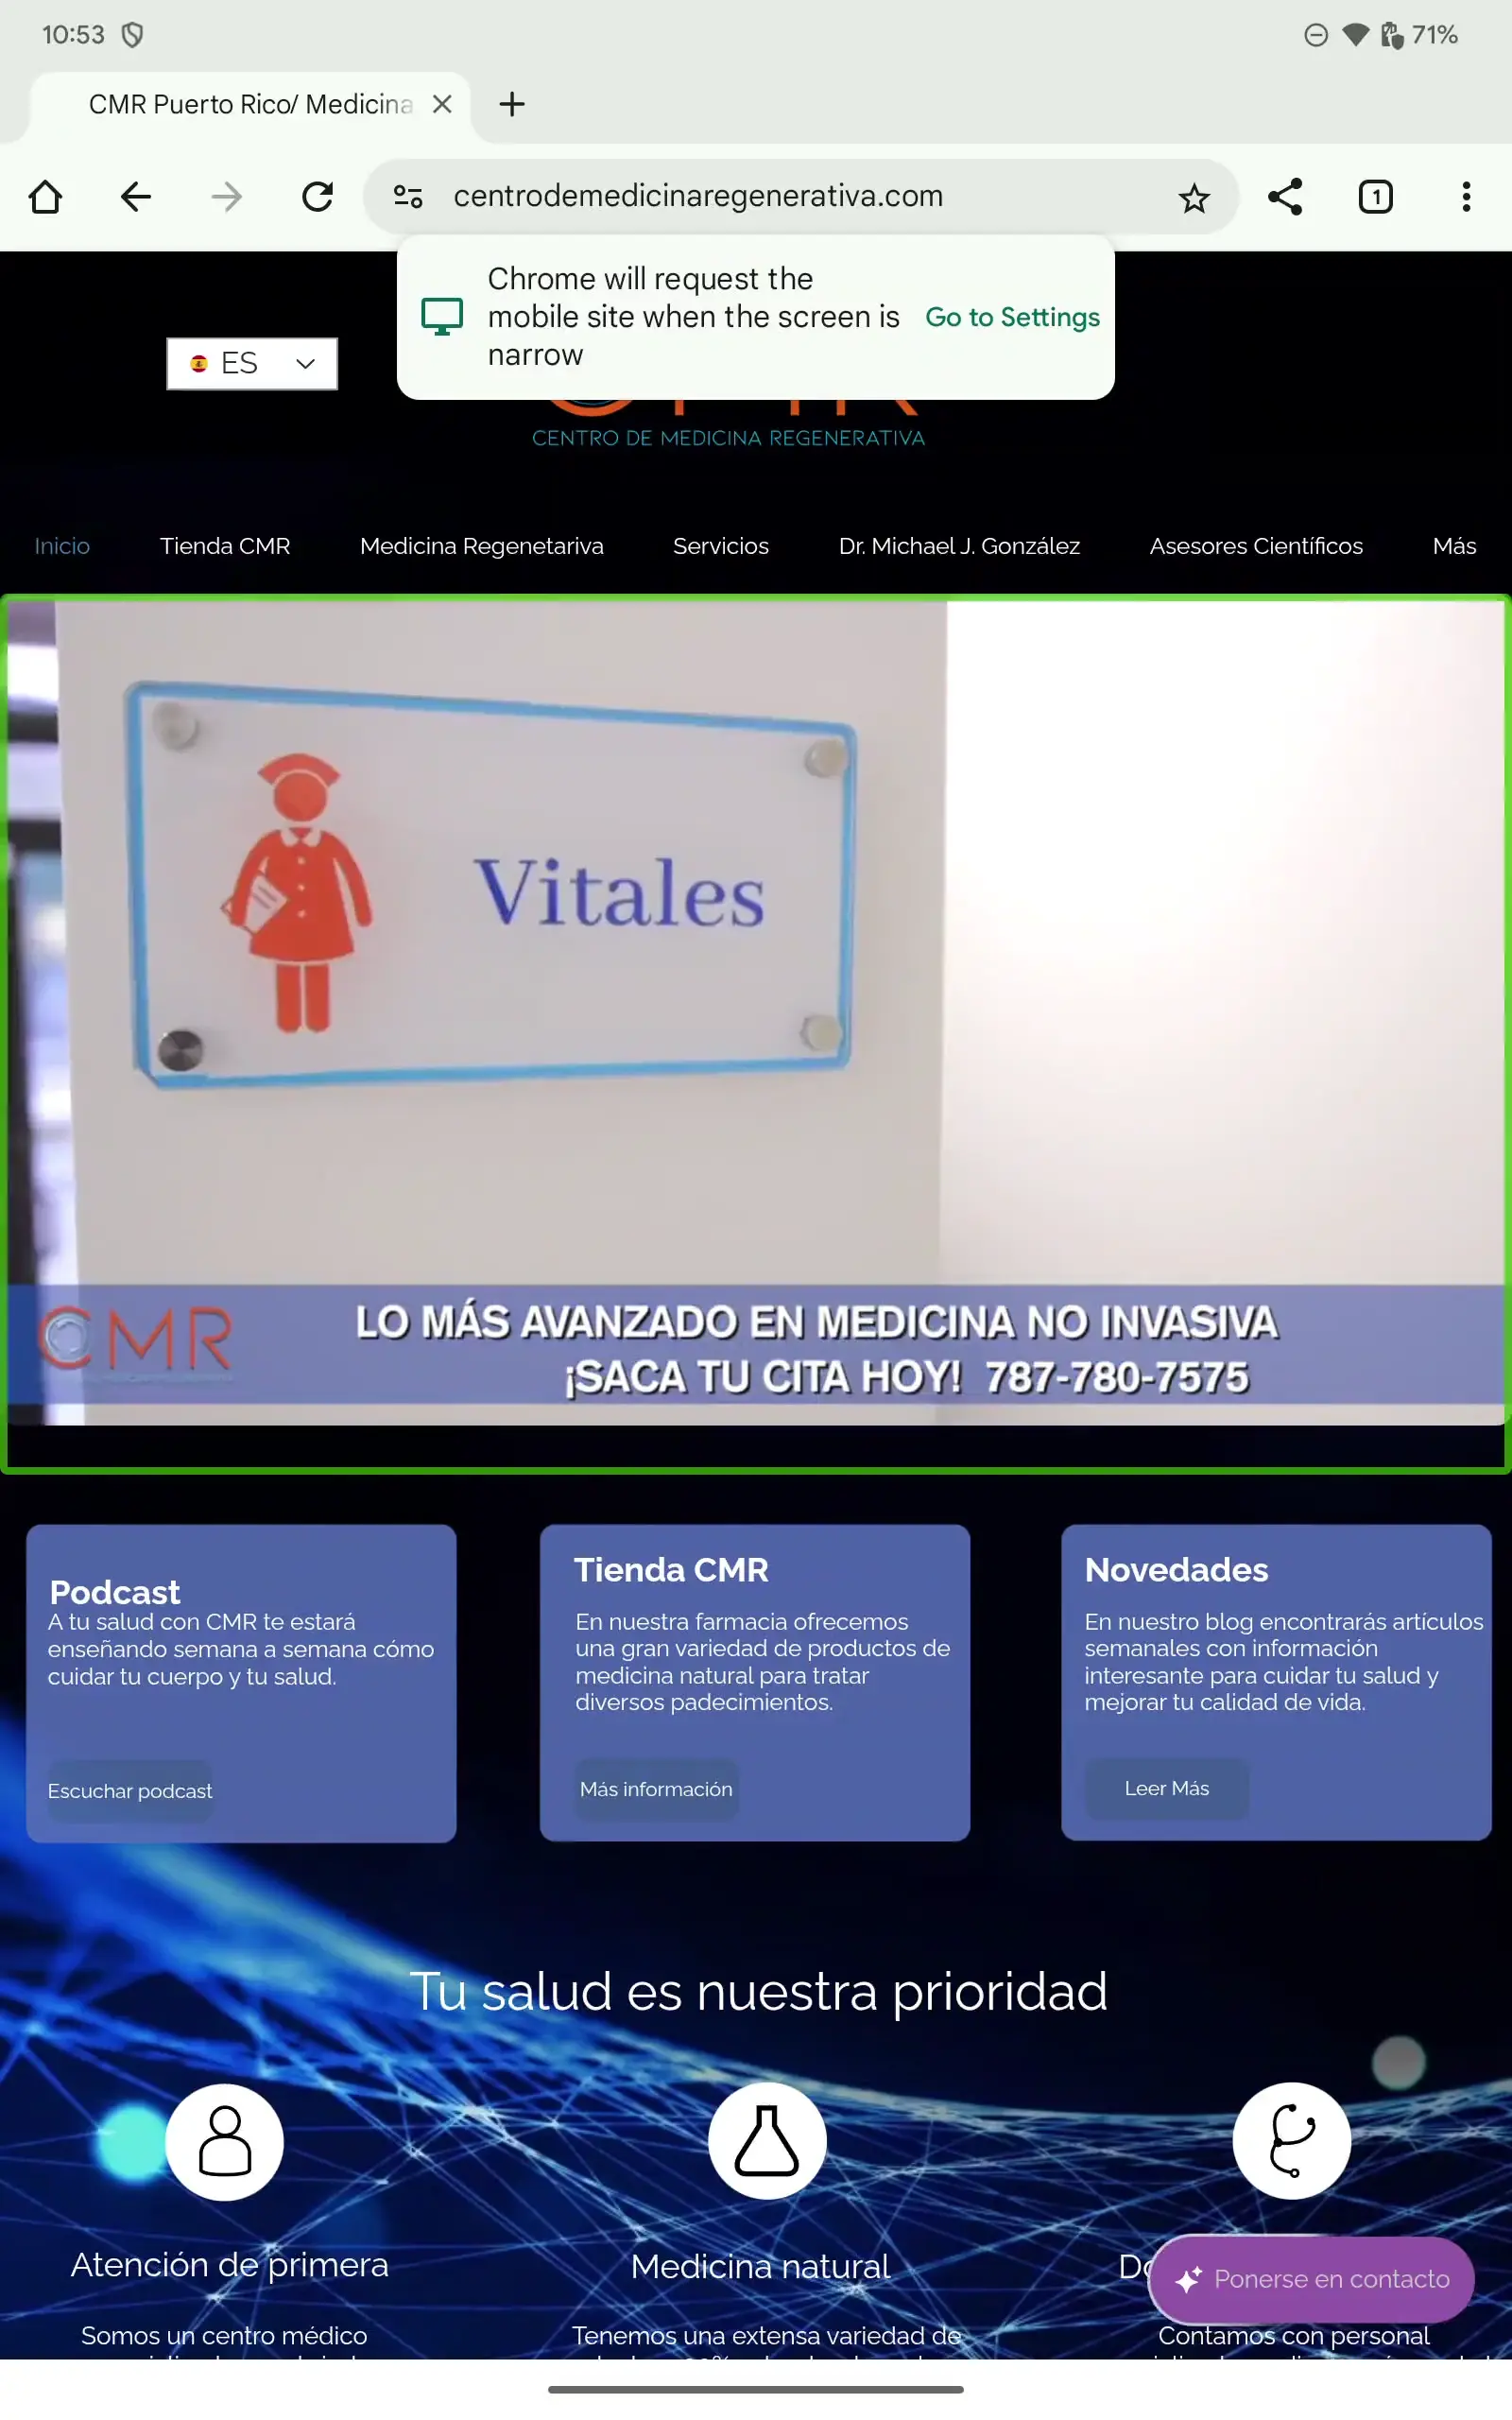 10:53
71%
CMR Puerto Rico/ Medicina
centrodemedicinaregenerativa.com
1
Chrome will request the
mobile site when the screen is
narrow
Go to Settings
ES
CENTRO DE MEDICINA REGENERATIVA
Inicio
Tienda CMR
Medicina Regenetariva
Servicios
Dr. Michael J. González
Asesores Científicos
Más
Vitales
CMR
LO MÁS AVANZADO EN MEDICINA NO INVASIVA
¡SACA TU CITA HOY! 787-780-7575
Podcast
A tu salud con CMR te estará
enseñando semana a semana cómo
cuidar tu cuerpo y tu salud.
Escuchar podcast
Tienda CMR
En nuestra farmacia ofrecemos
una gran variedad de productos de
medicina natural para tratar
diversos padecimientos.
Más información
Novedades
En nuestro blog encontrarás artículos
semanales con información
interesante para cuidar tu salud y
mejorar tu calidad de vida.
Leer Más
Tu salud es nuestra prioridad
Atención de primera
Somos un centro médico
Medicina natural
Tenemos una extensa variedad de
Ponerse en contacto
Contamos con personal